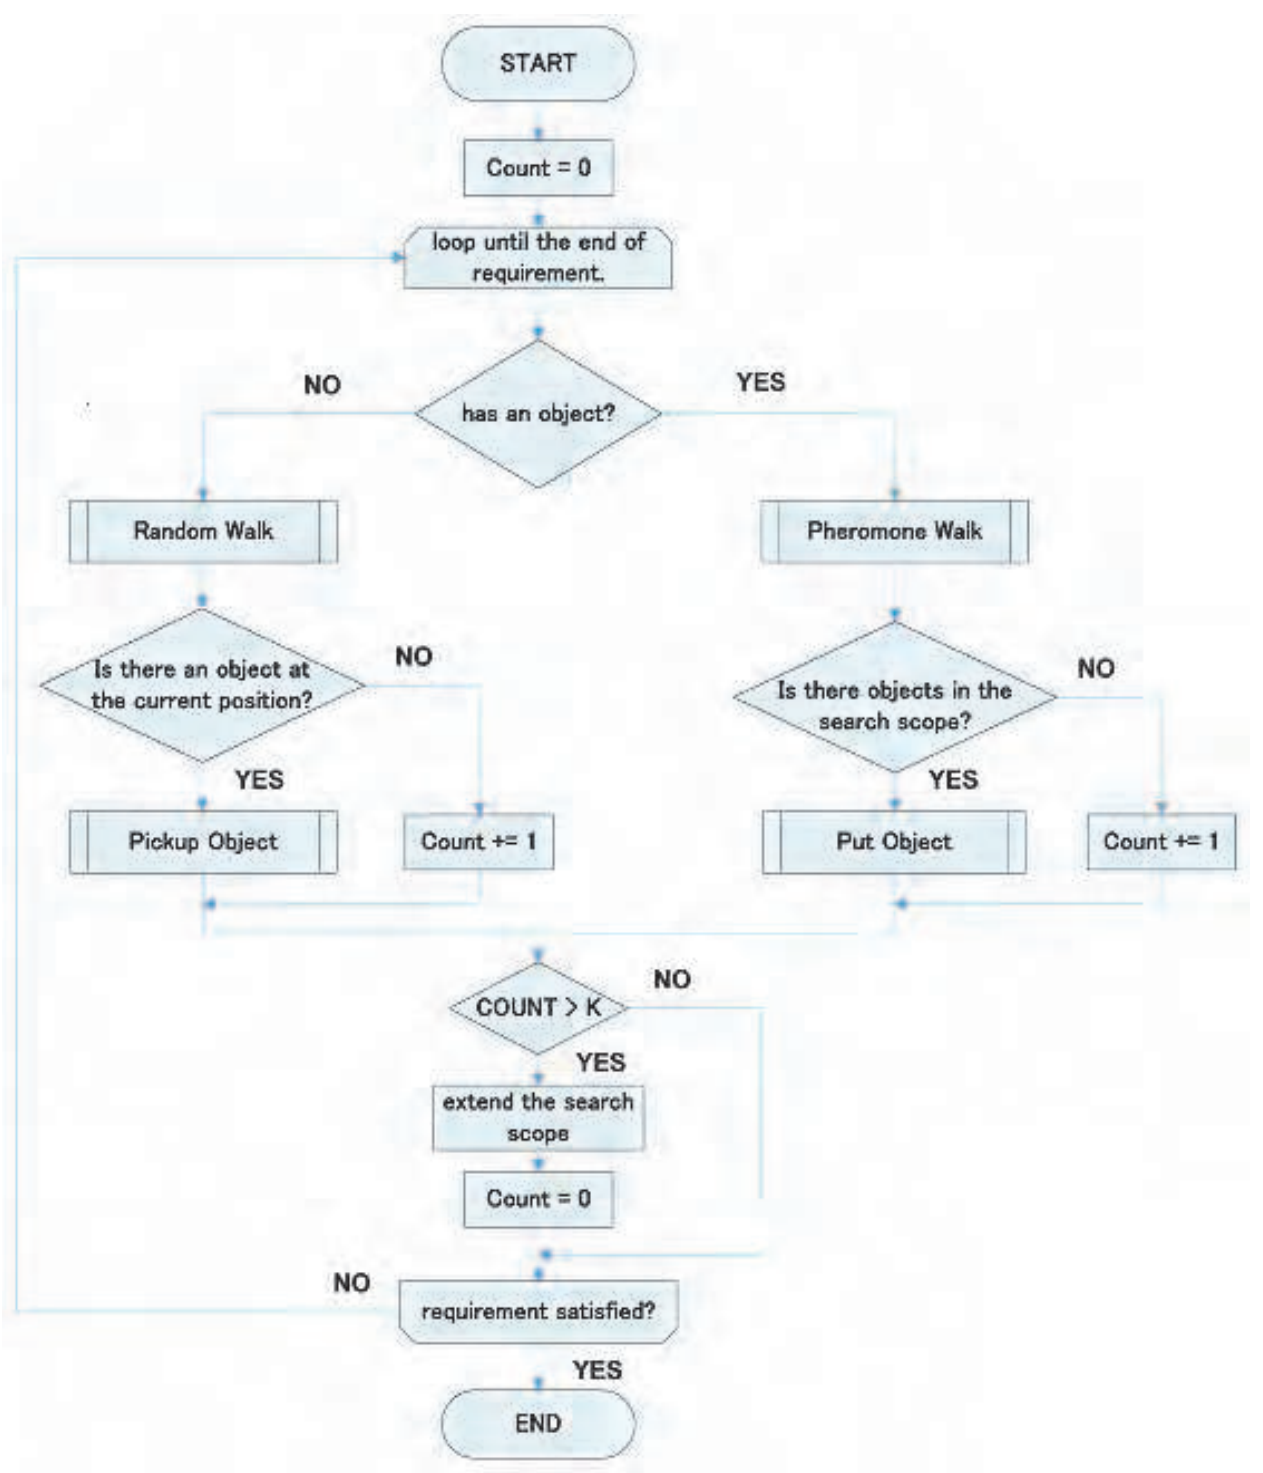 START
Count = 0
loop until the end of
requirement.
NO
YES
has an object?
Random Walk
Pheromone Walk
Is there an object at
the current position?
NO
Is there objects in the
search scope?
NO
YES
YES
Pickup Object
Count += 1
Put Object
Count += 1
COUNT > K
NO
YES
extend the search
scope
Count = 0
NO
requirement satisfied?
YES
END